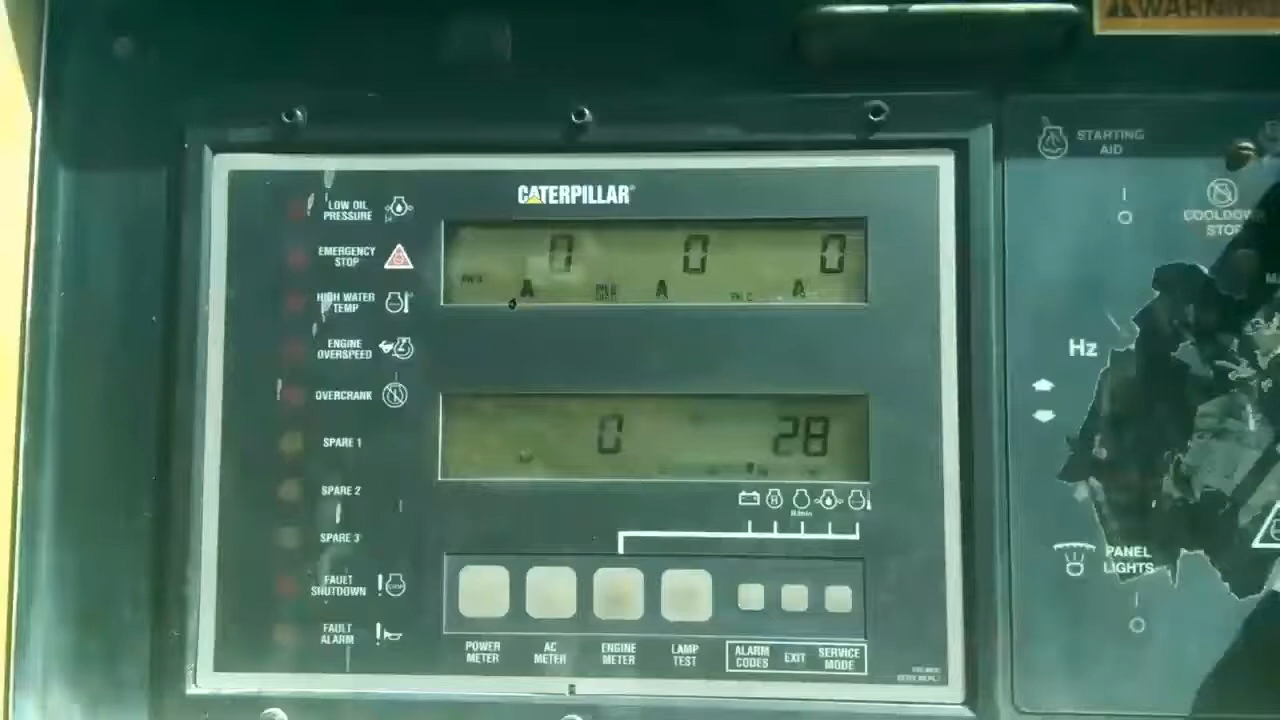 WARNING
STARTING
AID
COOLDOWN
STOP
CATERPILLAR®
LOW OIL
PRESSURE
EMERGENCY
STOP
HIGH WATER
TEMP
ENGINE
OVERSPEED
OVERCRANK
SPARE 1
SPARE 2
SPARE 3
FAULT
SHUTDOWN
FAULT
ALARM
0 0 0
A A A
0 28
POWER
METER
AC
METER
ENGINE
METER
LAMP
TEST
ALARM
CODES
EXIT
SERVICE
MODE
Hz
PANEL
LIGHTS